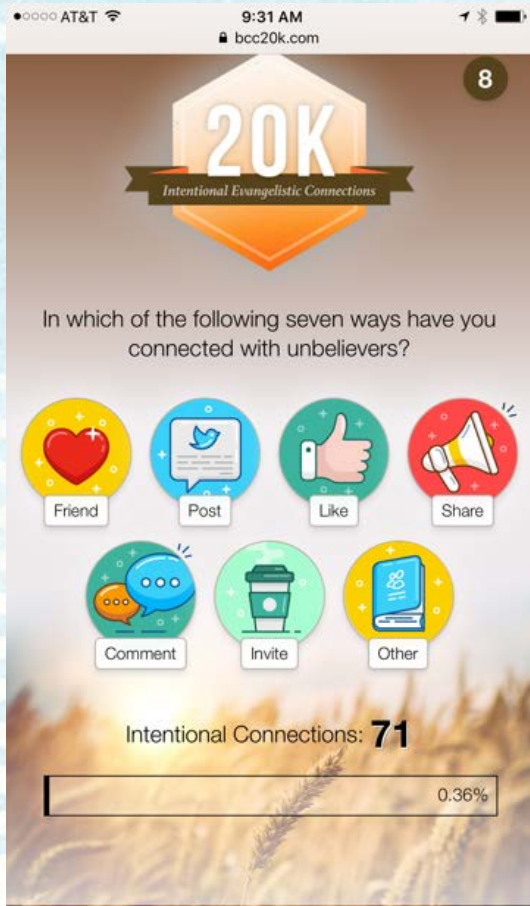 AT&T 9:31 AM
bcc20k.com
8
20K
Intentional Evangelistic Connections
In which of the following seven ways have you
connected with unbelievers?
Friend Post Like Share
Comment Invite Other
Intentional Connections: 71
0.36%